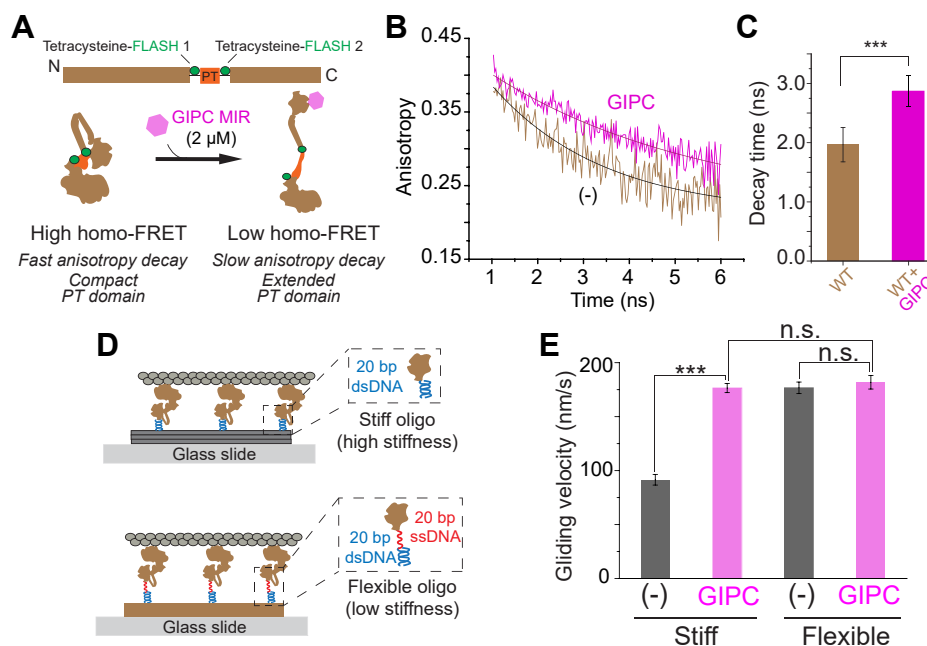 A
Tetracysteine-FLASH 1
Tetracysteine-FLASH 2
N
PT
C
GIPC MIR
(2 µM)
High homo-FRET
Low homo-FRET
Fast anisotropy decay
Compact
PT domain
Slow anisotropy decay
Extended
PT domain
B
0.45
0.35
0.25
0.15
Anisotropy
GIPC
(-)
1
2
3
4
5
6
Time (ns)
C
***
3.0
2.0
1.0
0.0
Decay time (ns)
WT
WT+
GIPC
D
20 bp
dsDNA
Stiff oligo
(high stiffness)
Glass slide
20 bp
dsDNA
20 bp
ssDNA
Flexible oligo
(low stiffness)
Glass slide
E
n.s.
***
n.s.
200
100
0
Gliding velocity (nm/s)
(-)
GIPC
(-)
GIPC
Stiff
Flexible